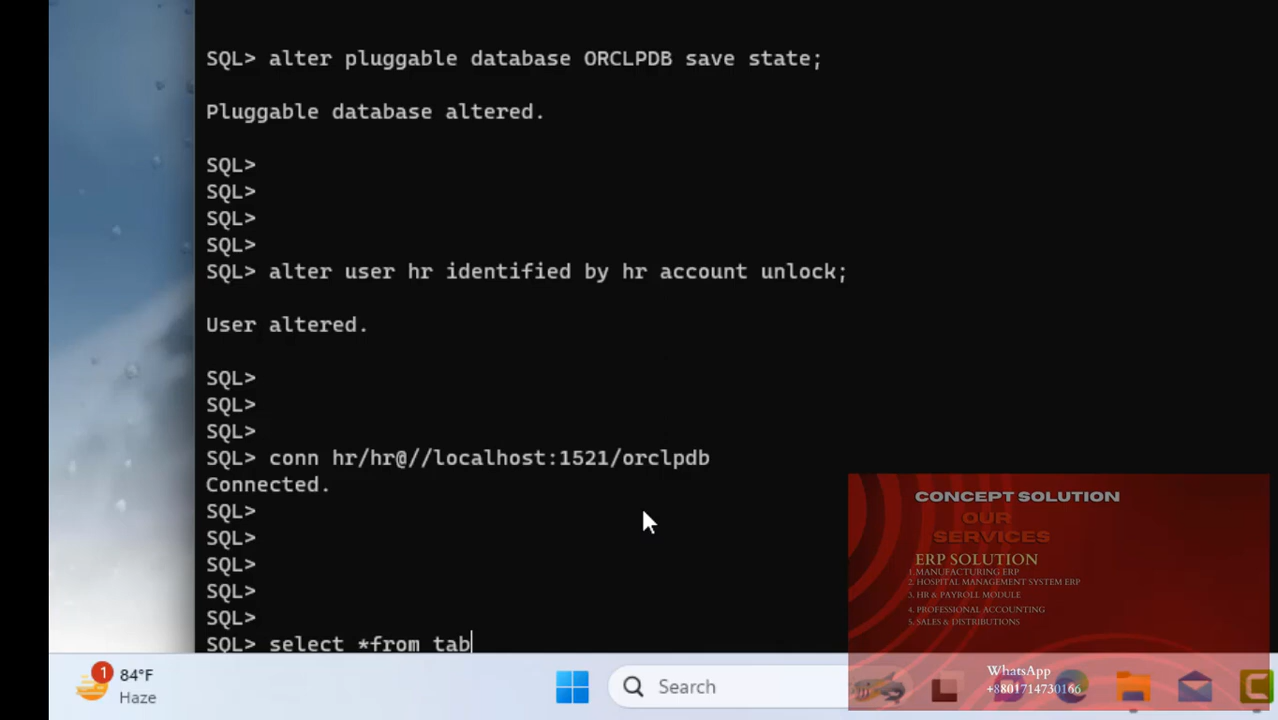 SQL> alter pluggable database ORCLPDB save state;
Pluggable database altered.
SQL>
SQL>
SQL>
SQL>
SQL> alter user hr identified by hr account unlock;
User altered.
SQL>
SQL>
SQL>
SQL> conn hr/hr@//localhost:1521/orclpdb
Connected.
SQL>
SQL>
SQL>
SQL>
SQL>
SQL> select *from tab
CONCEPT SOLUTION
OUR
SERVICES
ERP SOLUTION
1. MANUFACTURING ERP
2. HOSPITAL MANAGEMENT SYSTEM ERP
3. HR & PAYROLL MODULE
4. PROFESSIONAL ACCOUNTING
5. SALES & DISTRIBUTIONS
WhatsApp
+8801714730166
1
84°F
Haze
Search